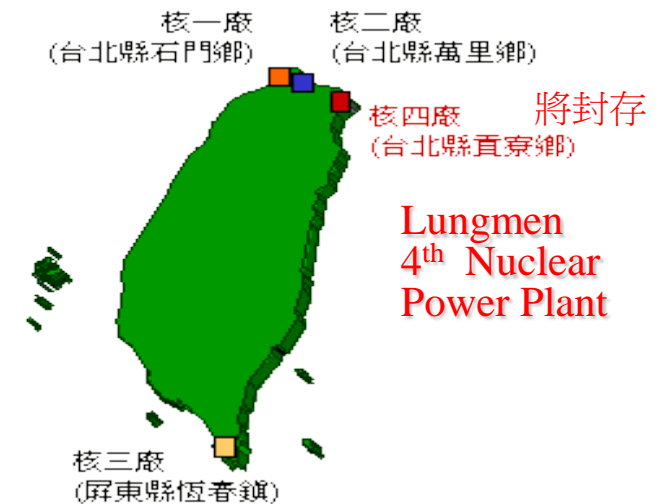 核一廠
(台北縣石門鄉)
核二廠
(台北縣萬里鄉)
核四廠
(台北縣貢寮鄉)
將封存
Lungmen
4th Nuclear
Power Plant
核三廠
(屏東縣恆春鎮)